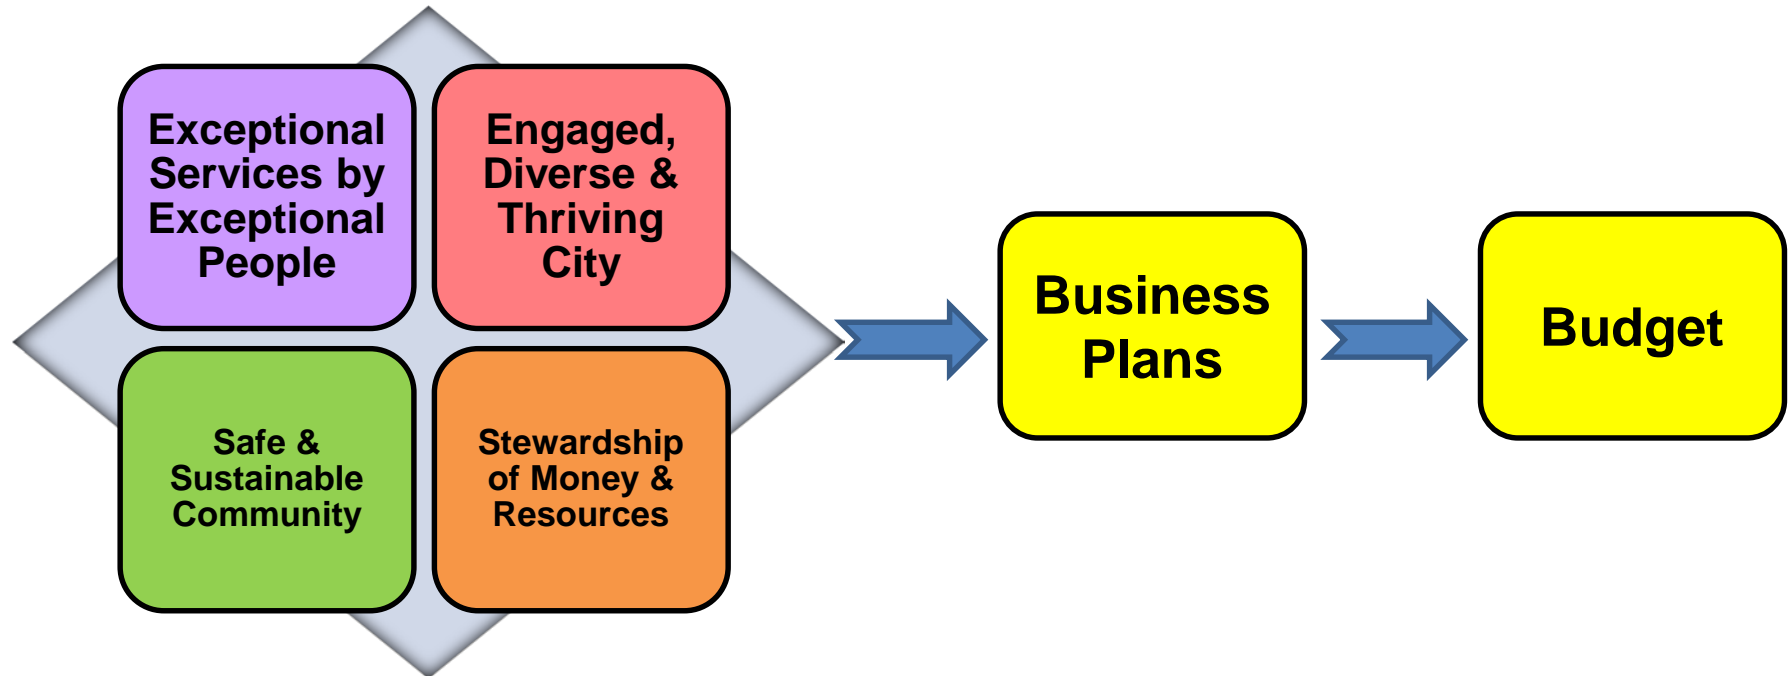 Exceptional
Services by
Exceptional
People
Engaged,
Diverse &
Thriving
City
Safe &
Sustainable
Community
Stewardship
of Money &
Resources
Business
Plans
Budget